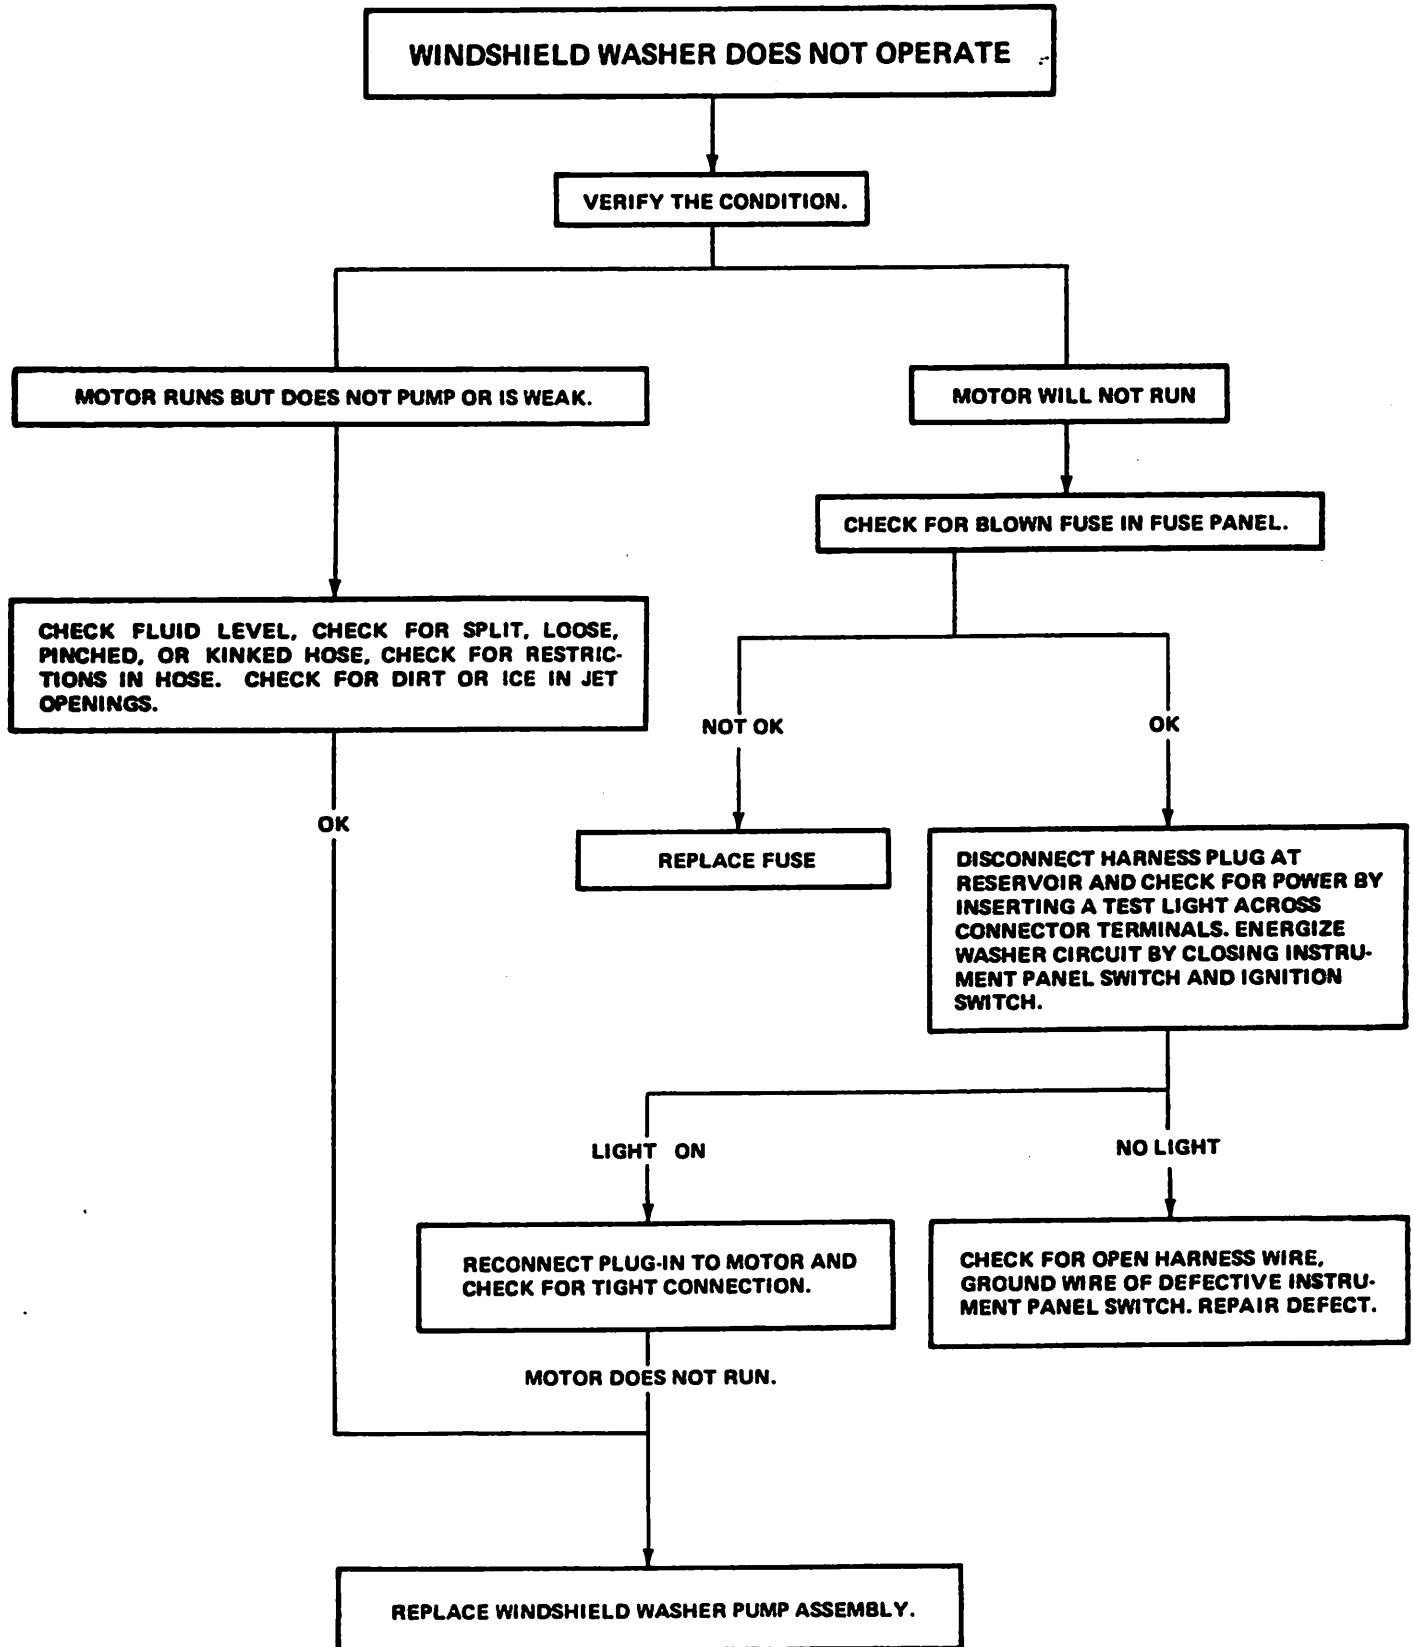 WINDSHIELD WASHER DOES NOT OPERATE
VERIFY THE CONDITION.
MOTOR RUNS BUT DOES NOT PUMP OR IS WEAK.
MOTOR WILL NOT RUN
CHECK FOR BLOWN FUSE IN FUSE PANEL.
CHECK FLUID LEVEL, CHECK FOR SPLIT, LOOSE,
PINCHED, OR KINKED HOSE, CHECK FOR RESTRIC-
TIONS IN HOSE. CHECK FOR DIRT OR ICE IN JET
OPENINGS.
NOT OK
OK
OK
REPLACE FUSE
DISCONNECT HARNESS PLUG AT
RESERVOIR AND CHECK FOR POWER BY
INSERTING A TEST LIGHT ACROSS
CONNECTOR TERMINALS. ENERGIZE
WASHER CIRCUIT BY CLOSING INSTRU-
MENT PANEL SWITCH AND IGNITION
SWITCH.
LIGHT ON
NO LIGHT
RECONNECT PLUG-IN TO MOTOR AND
CHECK FOR TIGHT CONNECTION.
CHECK FOR OPEN HARNESS WIRE,
GROUND WIRE OF DEFECTIVE INSTRU-
MENT PANEL SWITCH. REPAIR DEFECT.
MOTOR DOES NOT RUN.
REPLACE WINDSHIELD WASHER PUMP ASSEMBLY.